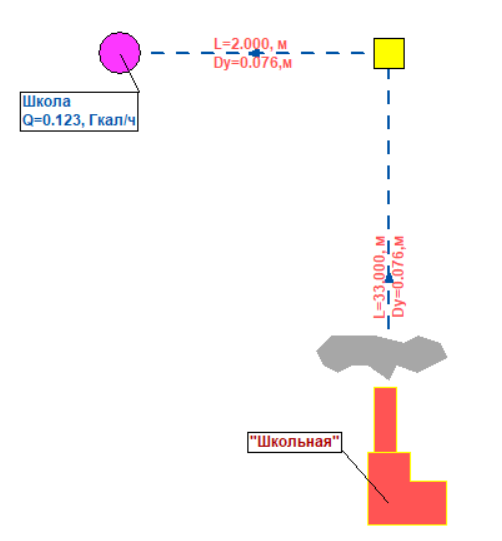 L=2.000, м
Dy=0.076,м
Школа
Q=0.123, Гкал/ч
L=33.000, м
Dy=0.076,м
"Школьная"